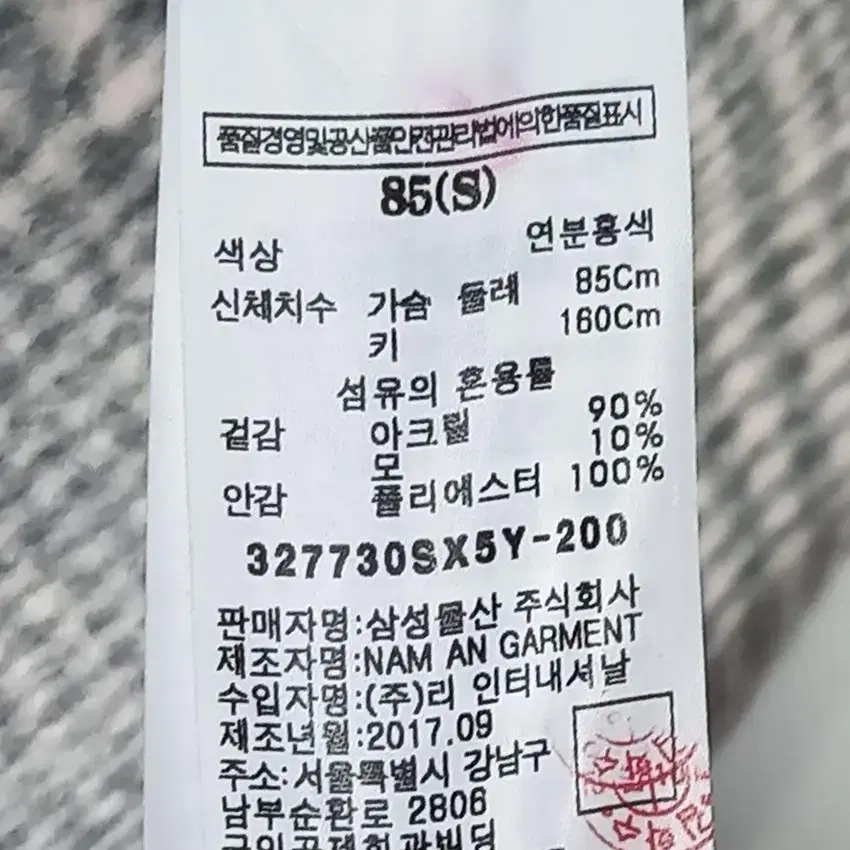 품질경영및공산품안전관리법에의한품질표시
85(S)
색상 연분홍색
신체치수 가슴 둘레 85Cm
키 160Cm
섬유의 혼용률
겉감 아크릴 90%
모 10%
안감 폴리에스터 100%
327730SX5Y-200
판매자명:삼성물산 주식회사
제조자명:NAM AN GARMENT
수입자명:(주)리 인터내셔날
제조년월:2017.09
주소:서울특별시 강남구
남부순환로 2806